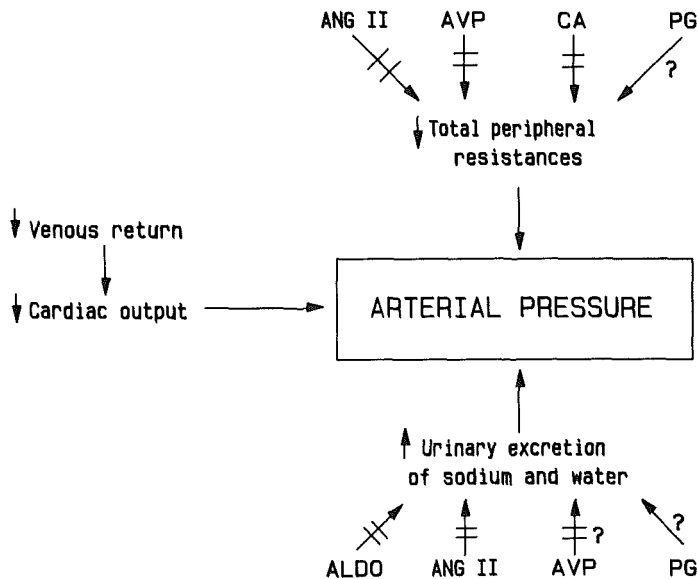 ANG II AVP CA PG
?
↓ Total peripheral
resistances
↓ Venous return
↓ Cardiac output
ARTERIAL PRESSURE
↑ Urinary excretion
of sodium and water
? ?
ALDO ANG II AVP PG